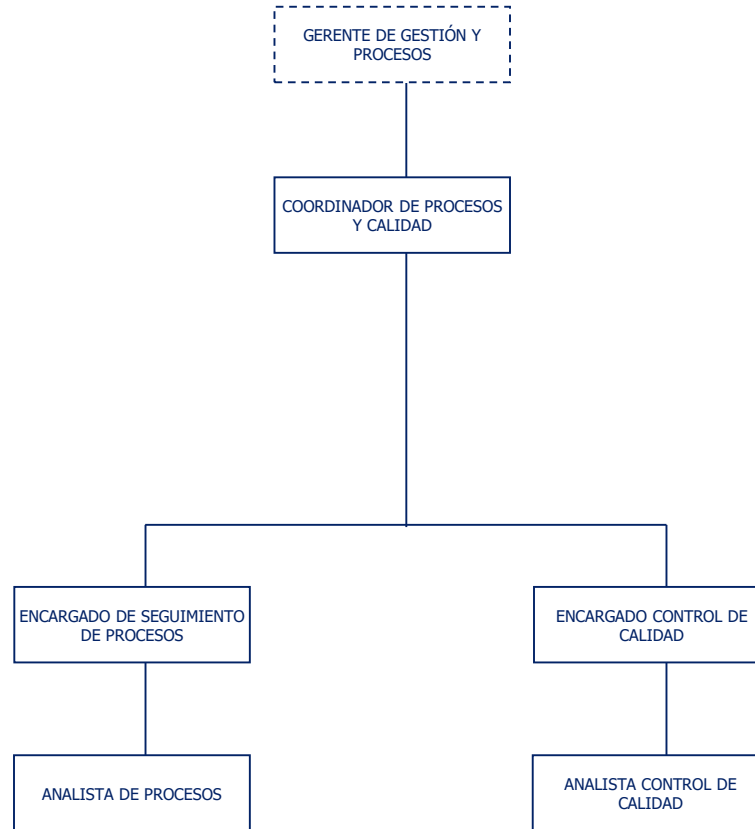 GERENTE DE GESTIÓN Y
PROCESOS
COORDINADOR DE PROCESOS
Y CALIDAD
ENCARGADO DE SEGUIMIENTO
DE PROCESOS
ENCARGADO CONTROL DE
CALIDAD
ANALISTA DE PROCESOS
ANALISTA CONTROL DE
CALIDAD